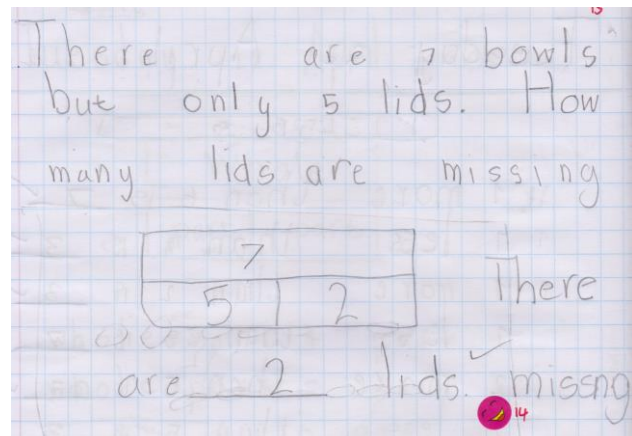 13
There are 7 bowls
but only 5 lids. How
many lids are missing
7
5 2
There
are 2 lids. missng
14